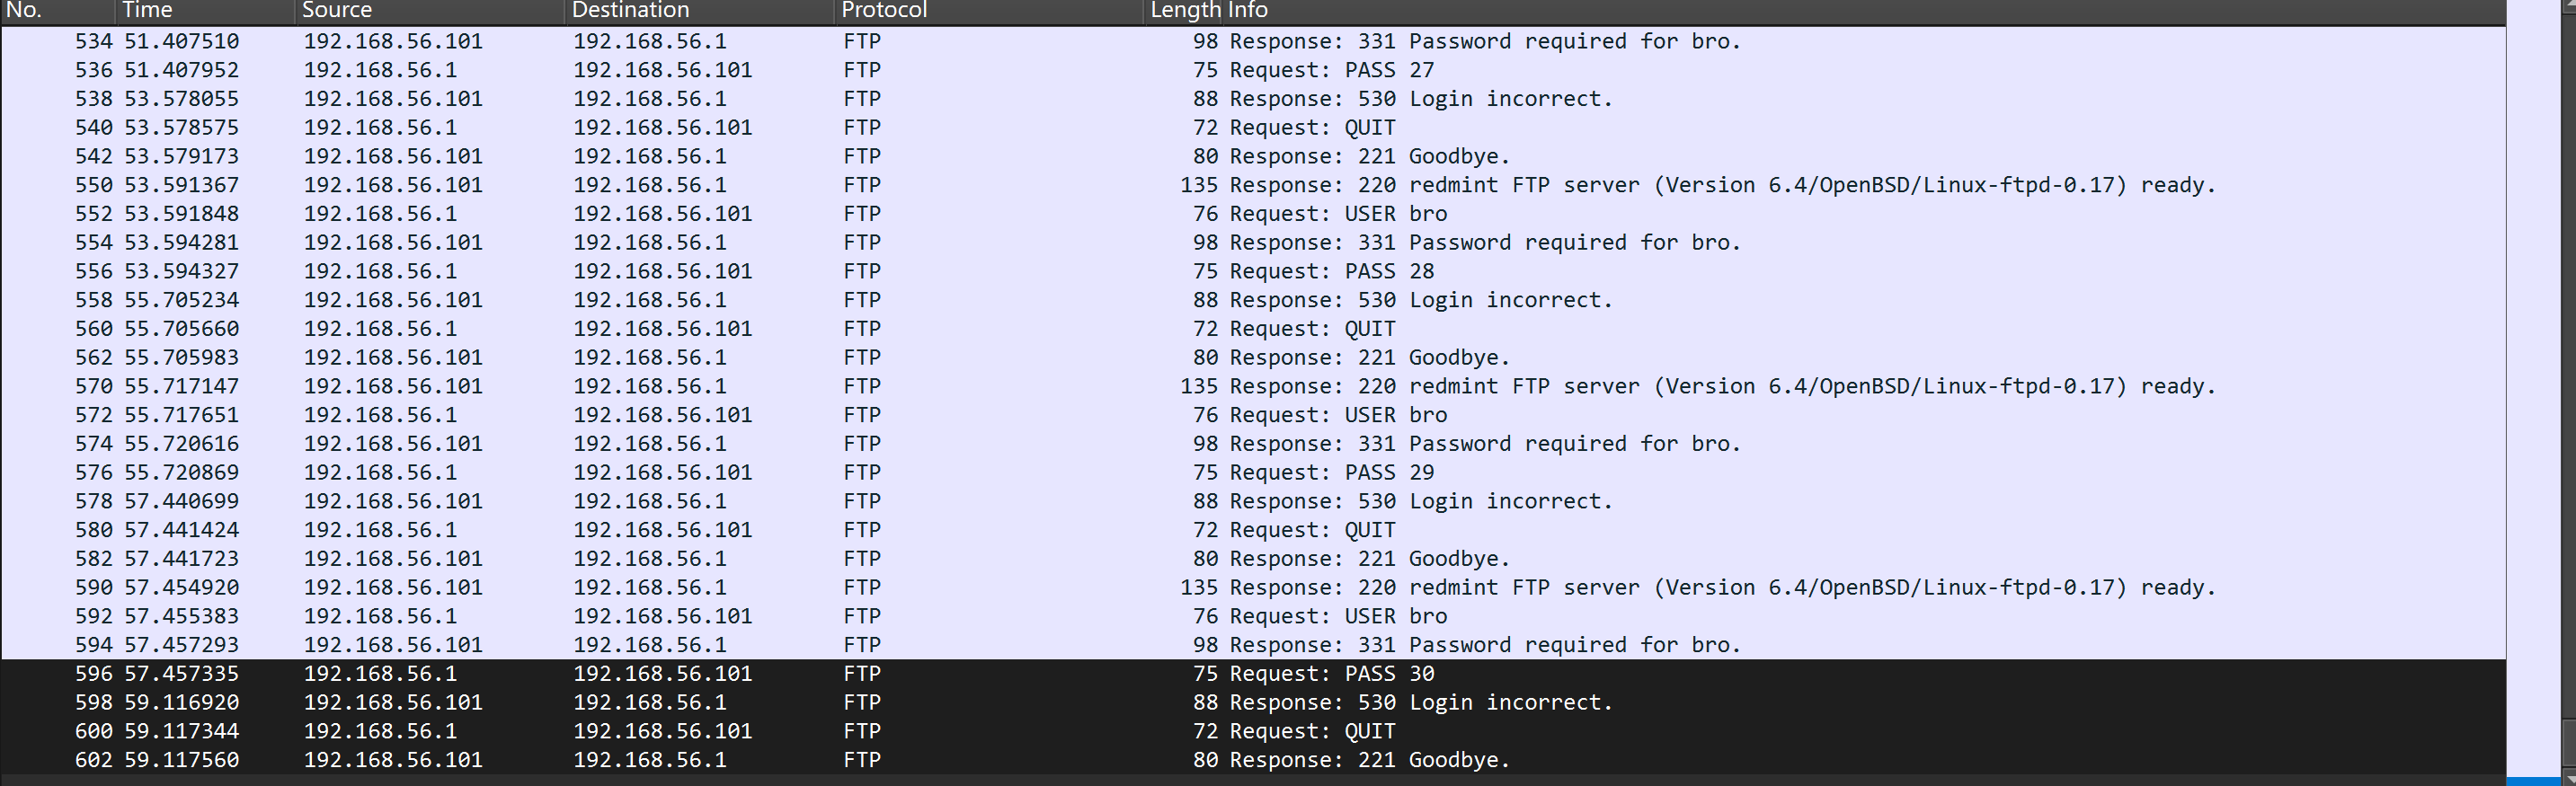 No. Time Source Destination Protocol Length Info
534 51.407510 192.168.56.101 192.168.56.1 FTP 98 Response: 331 Password required for bro.
536 51.407952 192.168.56.1 192.168.56.101 FTP 75 Request: PASS 27
538 53.578055 192.168.56.101 192.168.56.1 FTP 88 Response: 530 Login incorrect.
540 53.578575 192.168.56.1 192.168.56.101 FTP 72 Request: QUIT
542 53.579173 192.168.56.101 192.168.56.1 FTP 80 Response: 221 Goodbye.
550 53.591367 192.168.56.101 192.168.56.1 FTP 135 Response: 220 redmint FTP server (Version 6.4/OpenBSD/Linux-ftpd-0.17) ready.
552 53.591848 192.168.56.1 192.168.56.101 FTP 76 Request: USER bro
554 53.594281 192.168.56.101 192.168.56.1 FTP 98 Response: 331 Password required for bro.
556 53.594327 192.168.56.1 192.168.56.101 FTP 75 Request: PASS 28
558 55.705234 192.168.56.101 192.168.56.1 FTP 88 Response: 530 Login incorrect.
560 55.705660 192.168.56.1 192.168.56.101 FTP 72 Request: QUIT
562 55.705983 192.168.56.101 192.168.56.1 FTP 80 Response: 221 Goodbye.
570 55.717147 192.168.56.101 192.168.56.1 FTP 135 Response: 220 redmint FTP server (Version 6.4/OpenBSD/Linux-ftpd-0.17) ready.
572 55.717651 192.168.56.1 192.168.56.101 FTP 76 Request: USER bro
574 55.720616 192.168.56.101 192.168.56.1 FTP 98 Response: 331 Password required for bro.
576 55.720869 192.168.56.1 192.168.56.101 FTP 75 Request: PASS 29
578 57.440699 192.168.56.101 192.168.56.1 FTP 88 Response: 530 Login incorrect.
580 57.441424 192.168.56.1 192.168.56.101 FTP 72 Request: QUIT
582 57.441723 192.168.56.101 192.168.56.1 FTP 80 Response: 221 Goodbye.
590 57.454920 192.168.56.101 192.168.56.1 FTP 135 Response: 220 redmint FTP server (Version 6.4/OpenBSD/Linux-ftpd-0.17) ready.
592 57.455383 192.168.56.1 192.168.56.101 FTP 76 Request: USER bro
594 57.457293 192.168.56.101 192.168.56.1 FTP 98 Response: 331 Password required for bro.
596 57.457335 192.168.56.1 192.168.56.101 FTP 75 Request: PASS 30
598 59.116920 192.168.56.101 192.168.56.1 FTP 88 Response: 530 Login incorrect.
600 59.117344 192.168.56.1 192.168.56.101 FTP 72 Request: QUIT
602 59.117560 192.168.56.101 192.168.56.1 FTP 80 Response: 221 Goodbye.